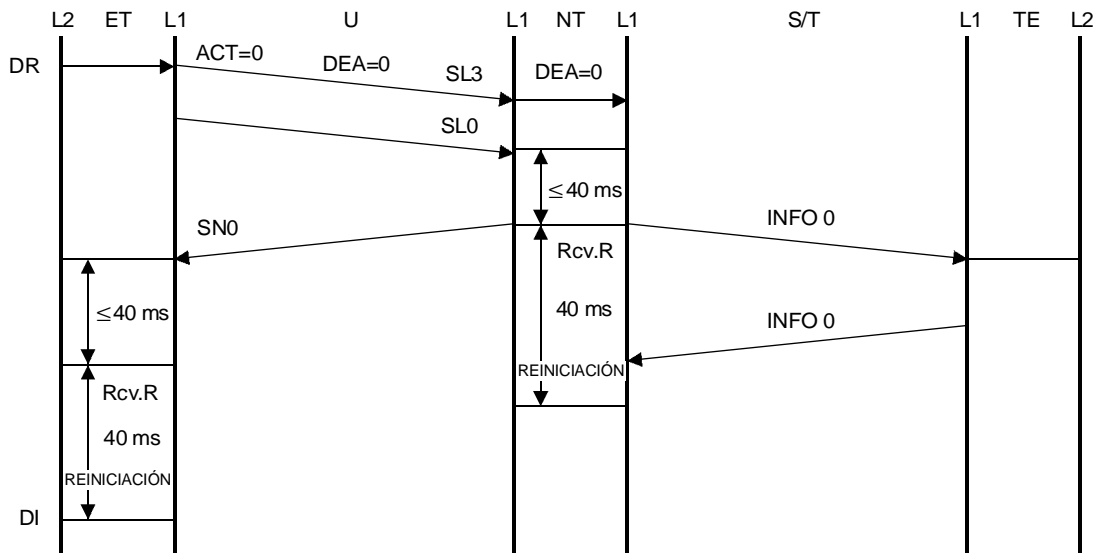 L2 ET L1 U L1 NT L1 S/T L1 TE L2
DR
ACT=0
DEA=0
SL3
DEA=0
SL0
≤40 ms
SN0
INFO 0
Rcv.R
≤40 ms
40 ms
INFO 0
REINICIACIÓN
Rcv.R
40 ms
REINICIACIÓN
DI